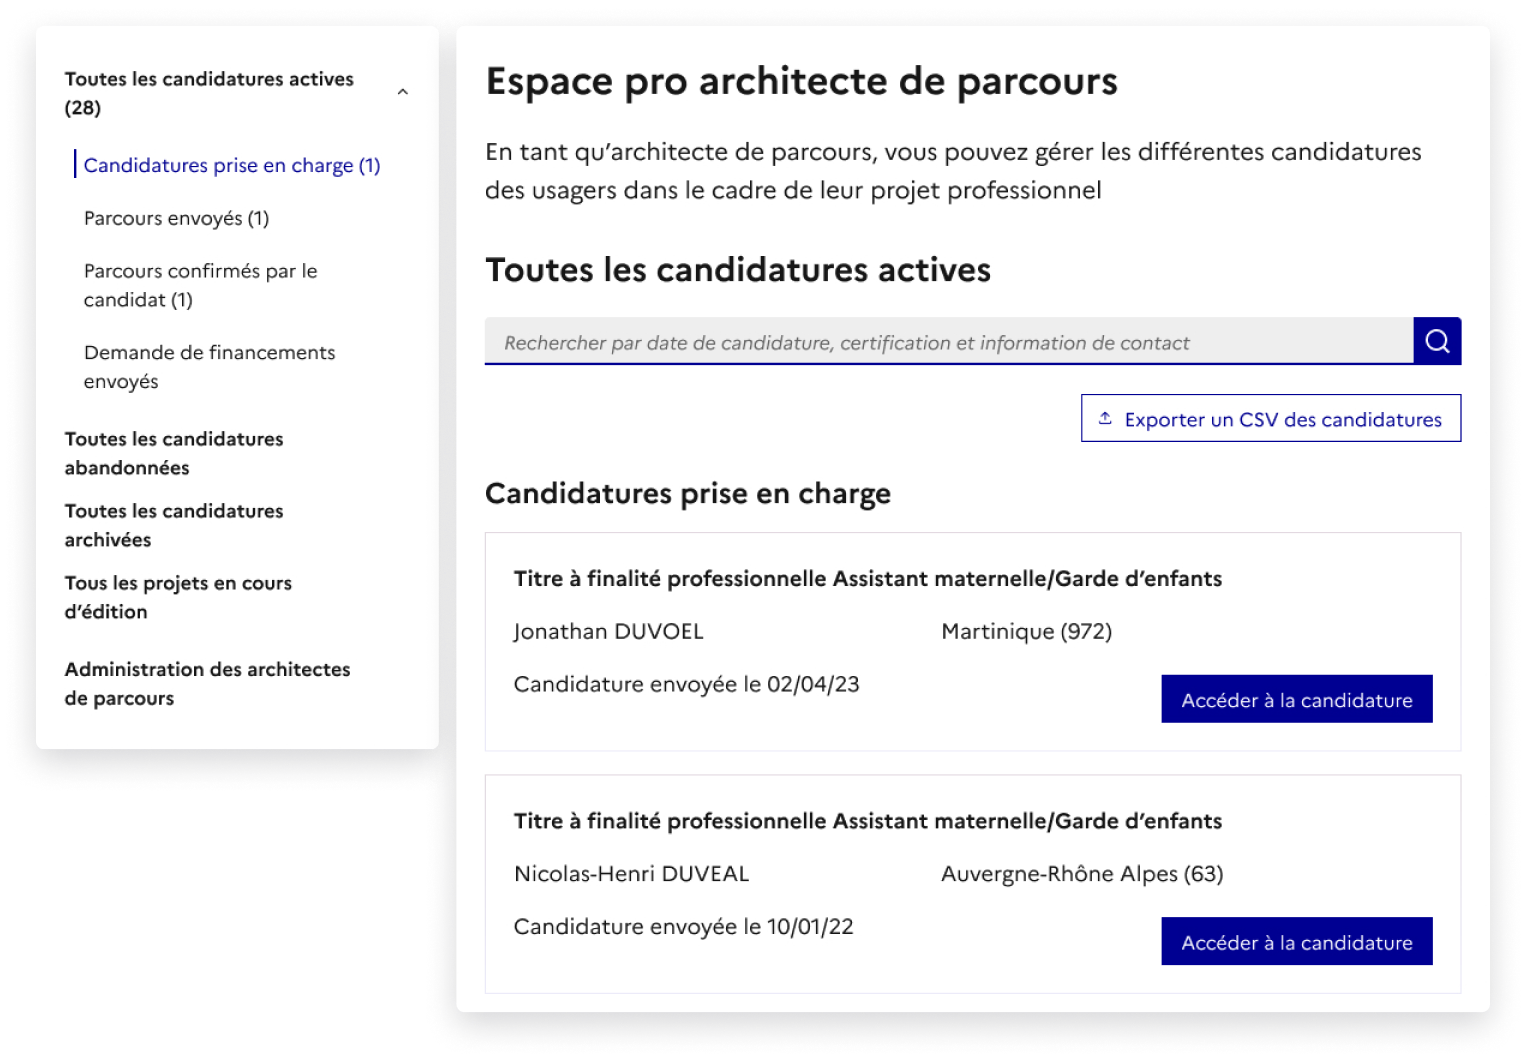 Toutes les candidatures actives
(28)
Candidatures prise en charge (1)
Parcours envoyés (1)
Parcours confirmés par le
candidat (1)
Demande de financements
envoyés
Toutes les candidatures
abandonnées
Toutes les candidatures
archivées
Tous les projets en cours
d’édition
Administration des architectes
de parcours
Espace pro architecte de parcours
En tant qu’architecte de parcours, vous pouvez gérer les différentes candidatures
des usagers dans le cadre de leur projet professionnel
Toutes les candidatures actives
Rechercher par date de candidature, certification et information de contact
Exporter un CSV des candidatures
Candidatures prise en charge
Titre à finalité professionnelle Assistant maternelle/Garde d’enfants
Jonathan DUVOEL
Martinique (972)
Candidature envoyée le 02/04/23
Accéder à la candidature
Titre à finalité professionnelle Assistant maternelle/Garde d’enfants
Nicolas-Henri DUVEAL
Auvergne-Rhône Alpes (63)
Candidature envoyée le 10/01/22
Accéder à la candidature